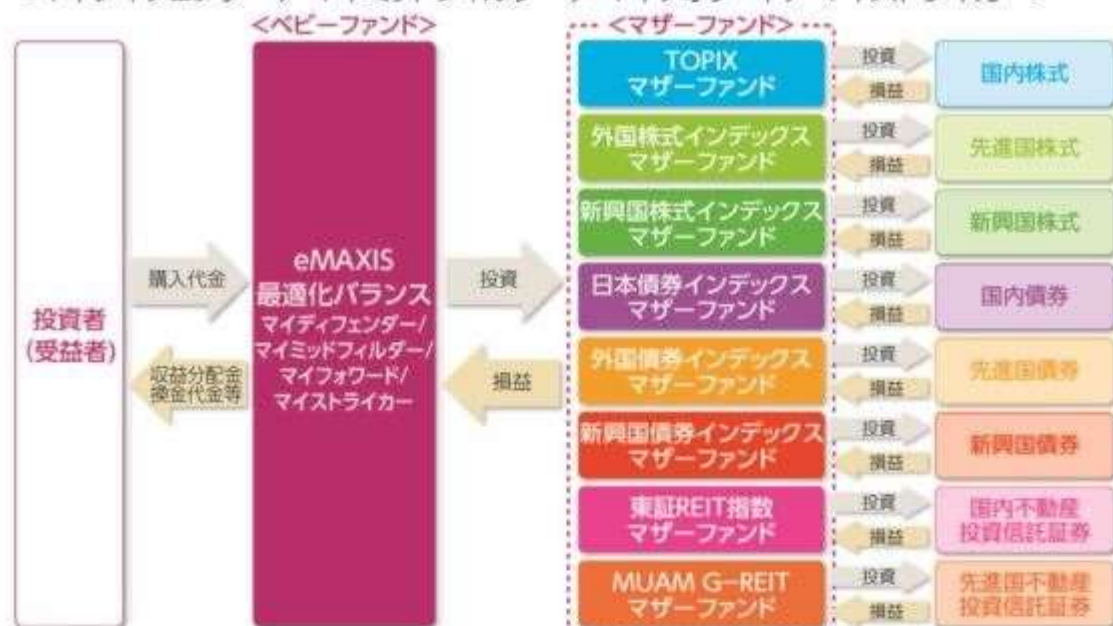 <ベビーファンド>
<マザーファンド>
投資者
(受益者)
購入代金
収益分配金
換金代金等
eMAXIS
最適化バランス
マイディフェンダー/
マイミッドフィルダー/
マイフォワード/
マイストライカー
投資
損益
TOPIX
マザーファンド
投資
損益
国内株式
外国株式インデックス
マザーファンド
投資
損益
先進国株式
新興国株式インデックス
マザーファンド
投資
損益
新興国株式
日本債券インデックス
マザーファンド
投資
損益
国内債券
外国債券インデックス
マザーファンド
投資
損益
先進国債券
新興国債券インデックス
マザーファンド
投資
損益
新興国債券
東証REIT指数
マザーファンド
投資
損益
国内不動産
投資信託証券
MUAM G-REIT
マザーファンド
投資
損益
先進国不動産
投資信託証券